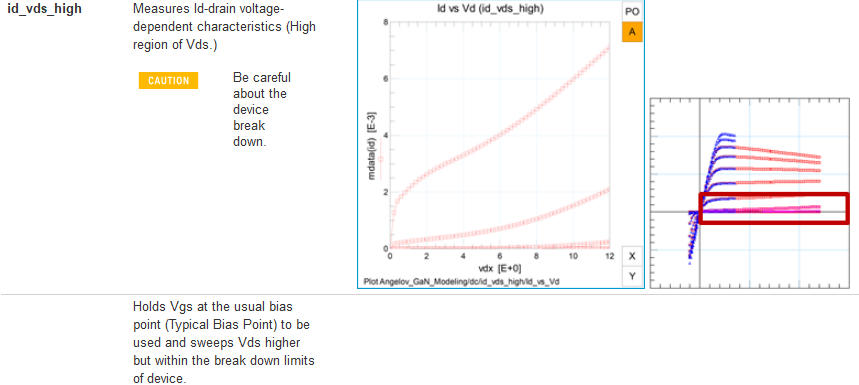 id_vds_high
Measures Id-drain voltage-
dependent characteristics (High
region of Vds.)
CAUTION
Be careful
about the
device
break
down.
Id vs Vd (id_vds_high)
PO
A
8
6
4
2
0
mdata(id) [E-3]
0 2 4 6 8 10 12
vdx [E+0]
X
Y
Plot Angelov_GaN_Modeling/dc/id_vds_high/Id_vs_Vd
Holds Vgs at the usual bias
point (Typical Bias Point) to be
used and sweeps Vds higher
but within the break down limits
of device.